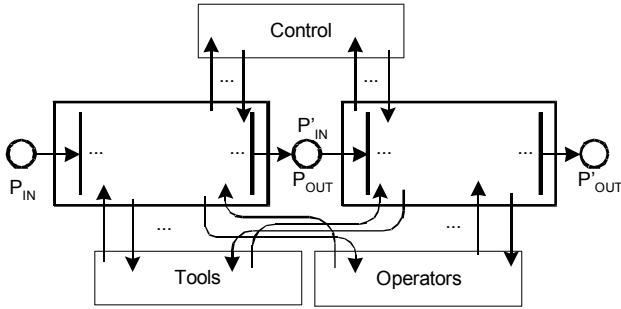 Control
...
...
P'IN
...
...
...
PIN
POUT
P'OUT
...
...
Tools
Operators